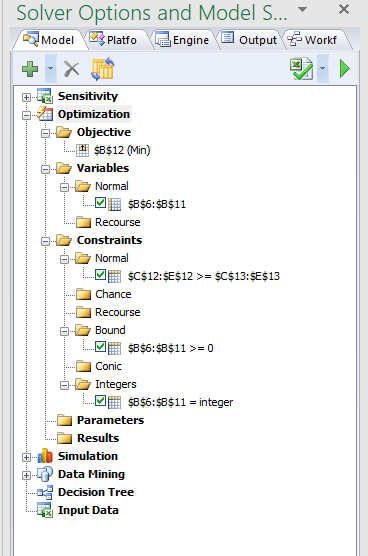 Solver Options and Model S...
Model Platfo Engine Output Workf
Sensitivity
Optimization
Objective
$B$12 (Min)
Variables
Normal
$B$6:$B$11
Recourse
Constraints
Normal
$C$12:$E$12 >= $C$13:$E$13
Chance
Recourse
Bound
$B$6:$B$11 >= 0
Conic
Integers
$B$6:$B$11 = integer
Parameters
Results
Simulation
Data Mining
Decision Tree
Input Data